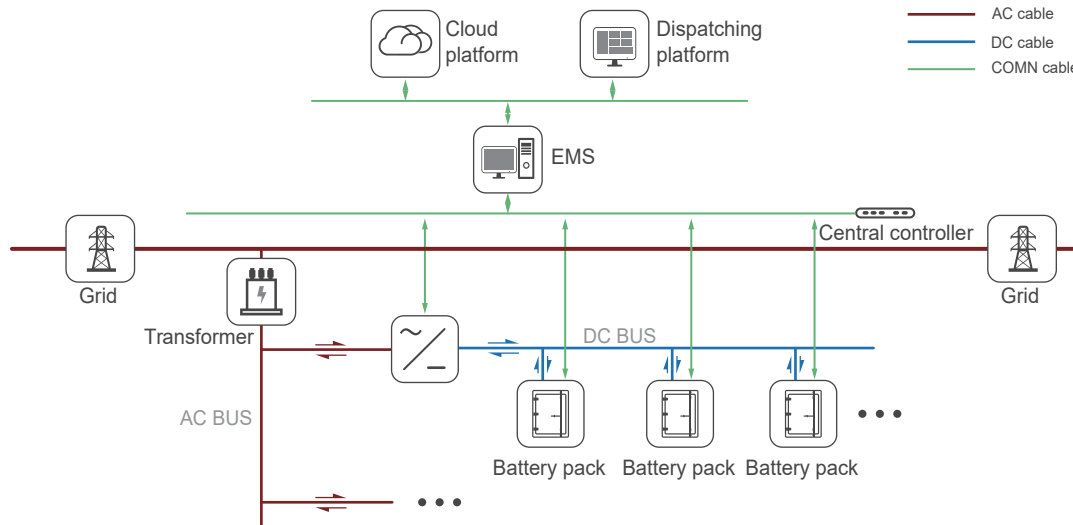 Cloud
platform
Dispatching
platform
AC cable
DC cable
COMN cable
EMS
Central controller
Grid
Grid
Transformer
DC BUS
AC BUS
Battery pack
Battery pack
Battery pack